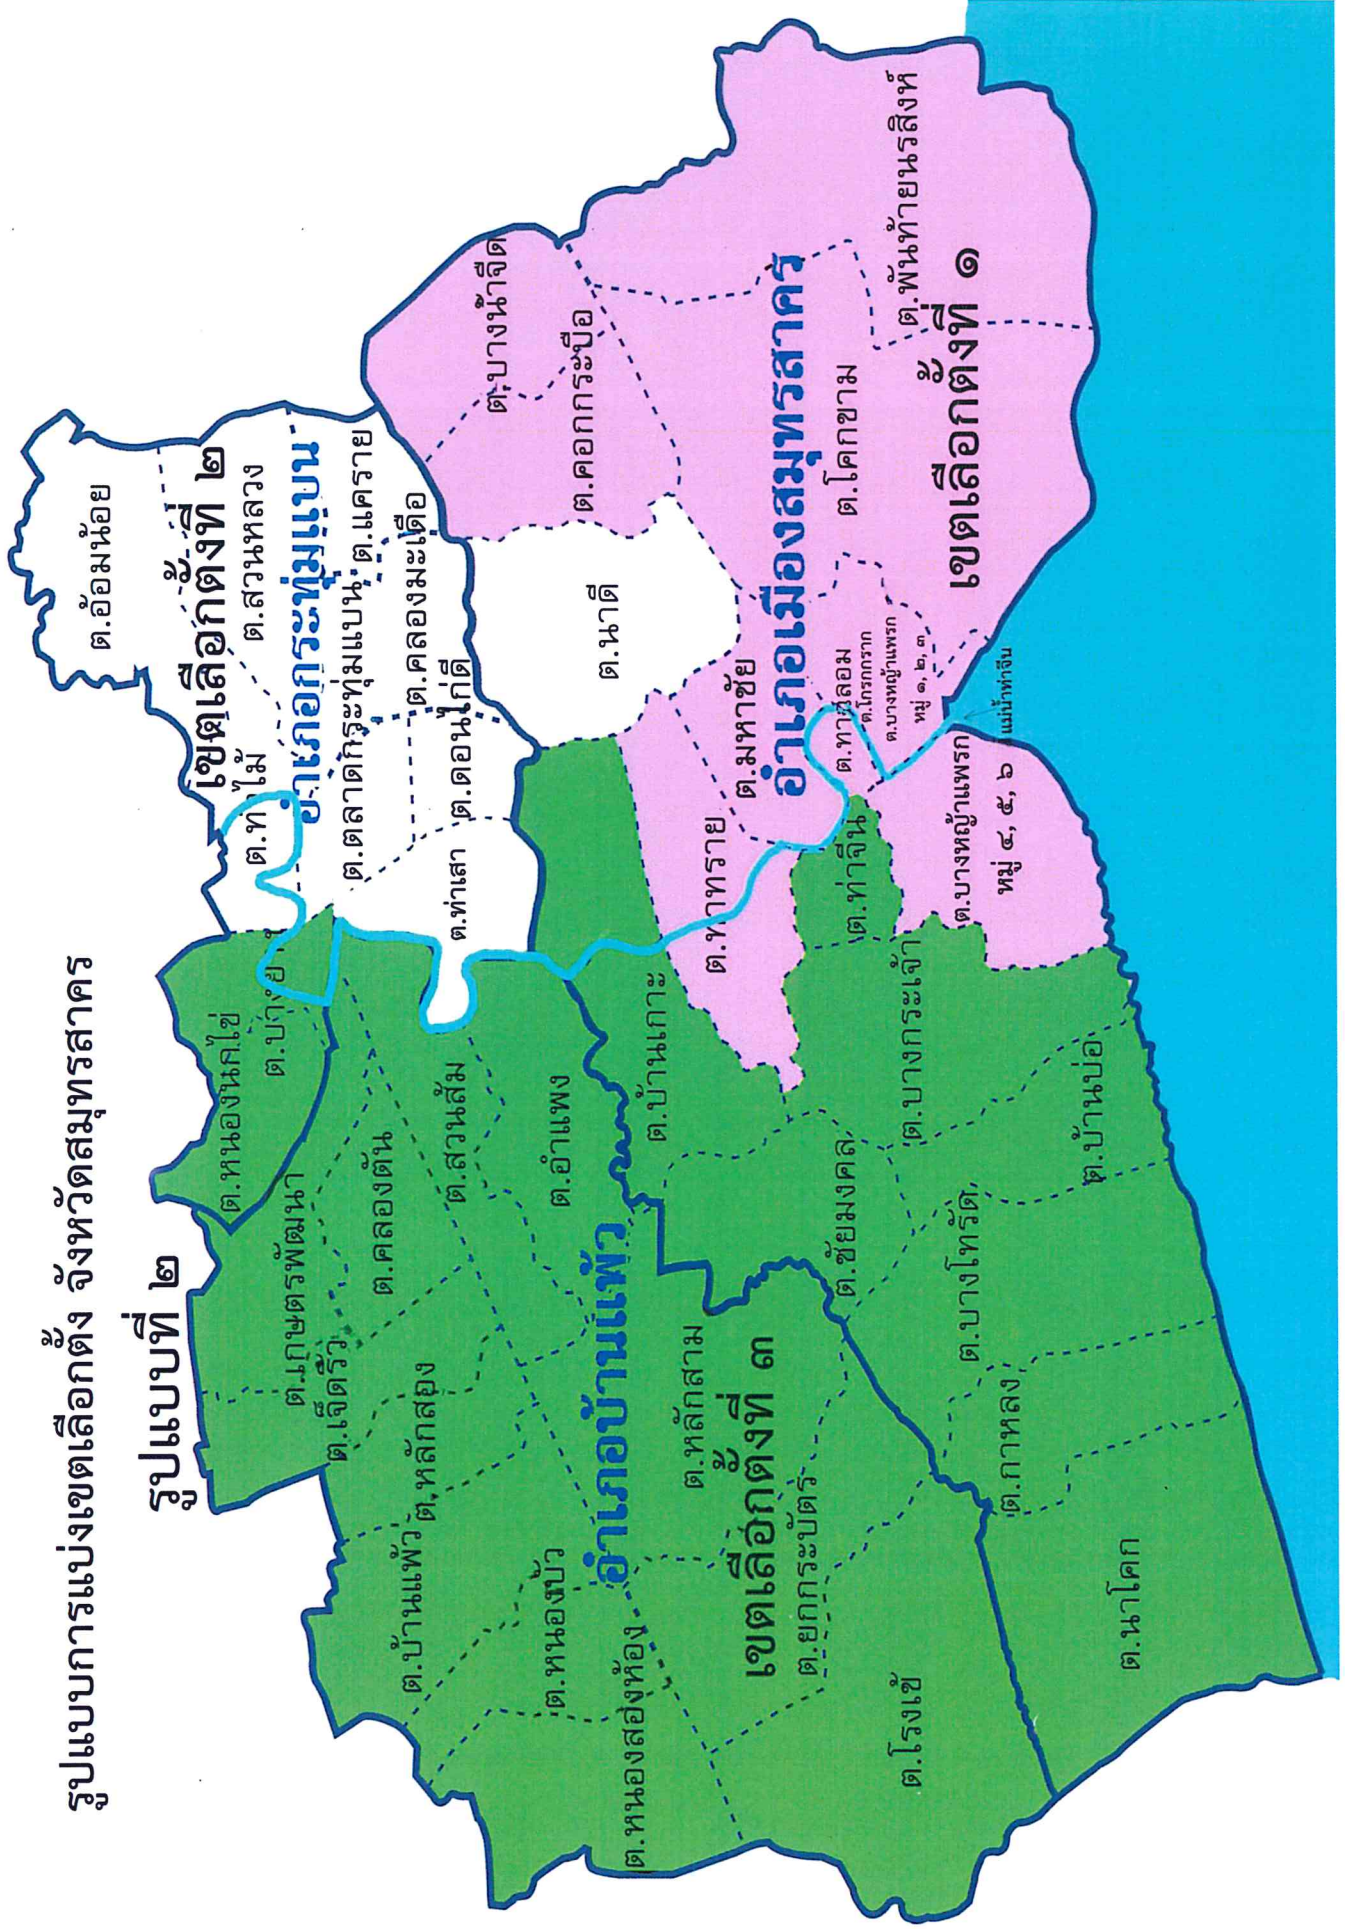 รูปแบบการแบ่งเขตเลือกตั้ง จังหวัดสมุทรสาคร
รูปแบบที่ ๒
ต.อ้อมน้อย
เขตเลือกตั้งที่ ๒
ต.สวนหลวง
อำเภอกระทุ่มแบน
ต.ท่าไม้
ต.แคราย
ต.ตลาดกระทุ่มแบน
ต.คลองมะเดื่อ
ต.ดอนไก่ดี
ต.ท่าเสา
ต.นาดี
ต.บางน้ำจืด
ต.คอกกระบือ
ต.พันท้ายนรสิงห์
อำเภอเมืองสมุทรสาคร
ต.โคกขาม
เขตเลือกตั้งที่ ๑
ต.มหาชัย
ต.ท่าฉลอม
ต.โกรกกราก
ต.บางหญ้าแพรก
หมู่ ๑, ๒, ๓
แม่น้ำท่าจีน
ต.บางหญ้าแพรก
หมู่ ๔, ๕, ๖
ต.ท่าทราย
ต.ท่าจีน
ต.หนองนกไข่
ต.บางยาง
ต.เกษตรพัฒนา
ต.เจ็ดริ้ว
ต.คลองตัน
ต.สวนส้ม
ต.อำแพง
ต.หลักสอง
ต.บ้านแพ้ว
ต.หนองบัว
อำเภอบ้านแพ้ว
ต.หนองสองห้อง
ต.หลักสาม
เขตเลือกตั้งที่ ๓
ต.ยกกระบัตร
ต.โรงเข้
ต.บ้านเกาะ
ต.บางกระเจ้า
ต.ชัยมงคล
ต.บ้านบ่อ
ต.บางโทรัด
ต.กาหลง
ต.นาโคก